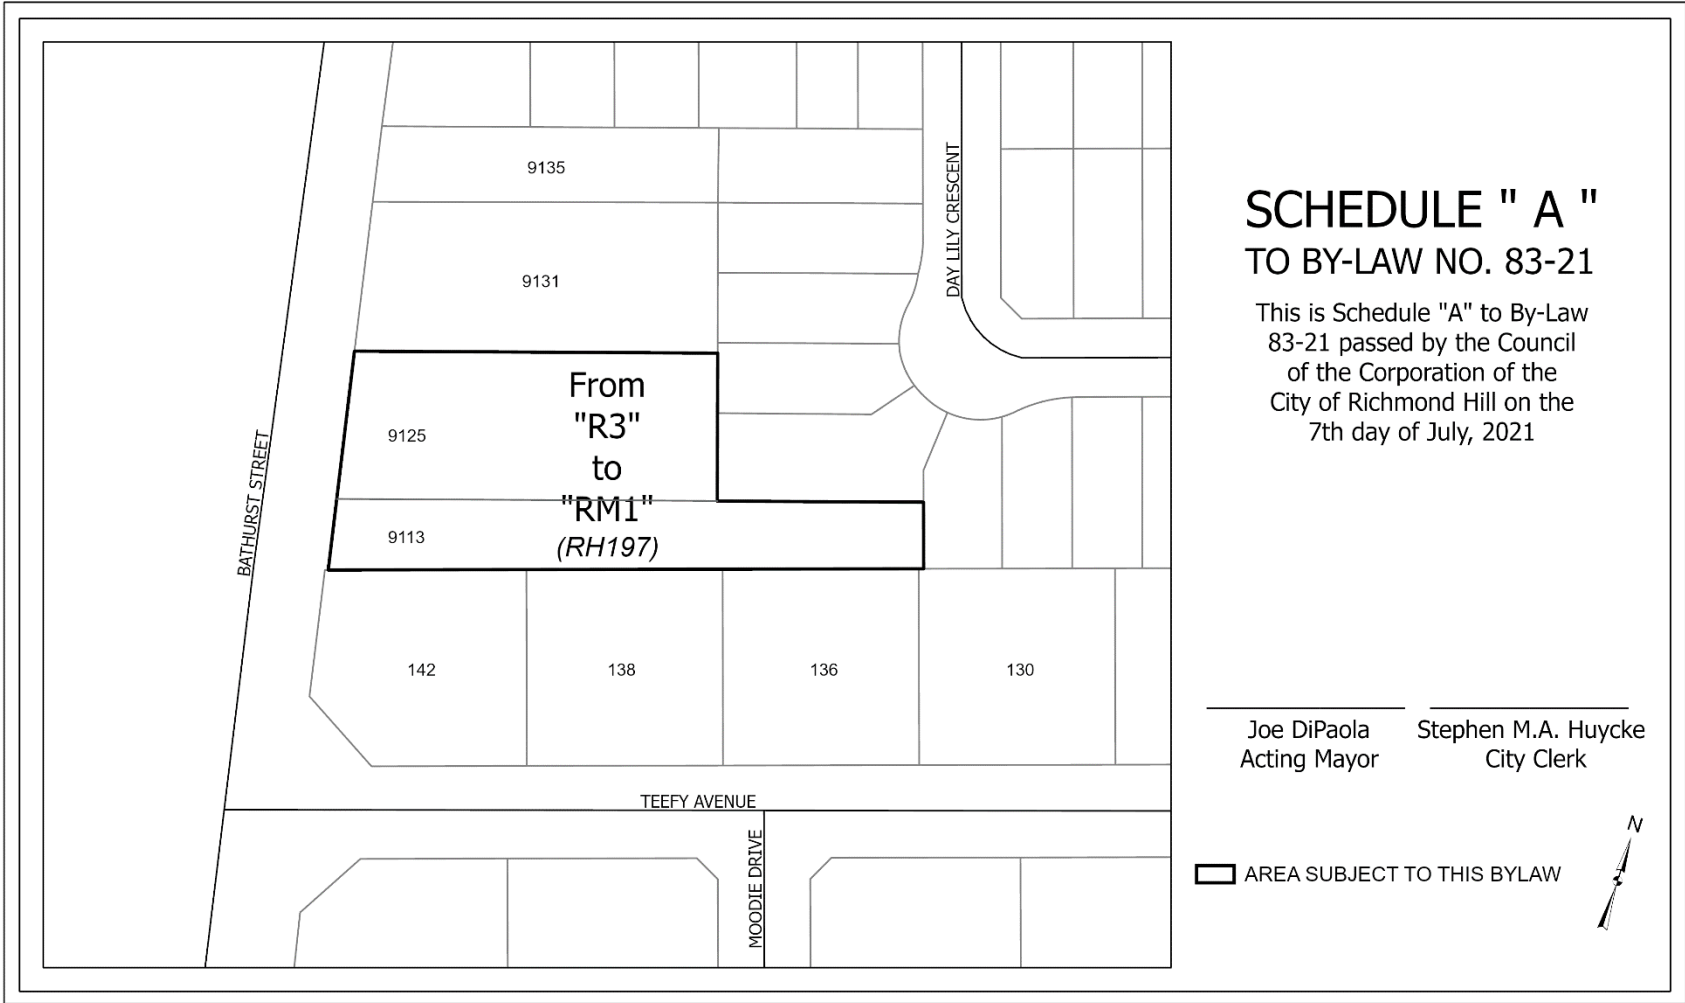 9135
9131
DAY LILY CRESCENT
BATHURST STREET
9125
From
"R3"
to
"RM1"
(RH197)
9113
142
138
136
130
TEEFY AVENUE
MOODIE DRIVE
SCHEDULE " A "
TO BY-LAW NO. 83-21
This is Schedule "A" to By-Law
83-21 passed by the Council
of the Corporation of the
City of Richmond Hill on the
7th day of July, 2021
Joe DiPaola
Acting Mayor
Stephen M.A. Huycke
City Clerk
N
AREA SUBJECT TO THIS BYLAW